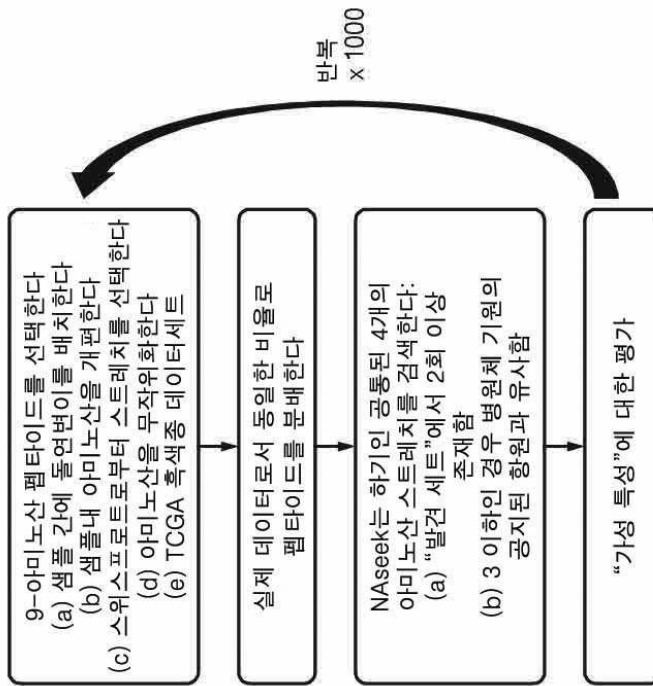 9-아미노산 펩타이드를 선택한다
(a) 샘플 간에 돌연변이를 배치한다
(b) 샘플내 아미노산을 개편한다
(c) 스위스프로트로부터 스트레치를 선택한다
(d) 아미노산을 무작위화한다
(e) TCGA 흑색종 데이터세트
실제 데이터로서 동일한 비율로
펩타이드를 분배한다
NAseek는 하기인 공통된 4개의
아미노산 스트레치를 검색한다:
(a) “발견 세트”에서 2회 이상
존재함
(b) 3 이하인 경우 병원체 기원의
공지된 항원과 유사함
“가성 특성”에 대한 평가
반복
x 1000